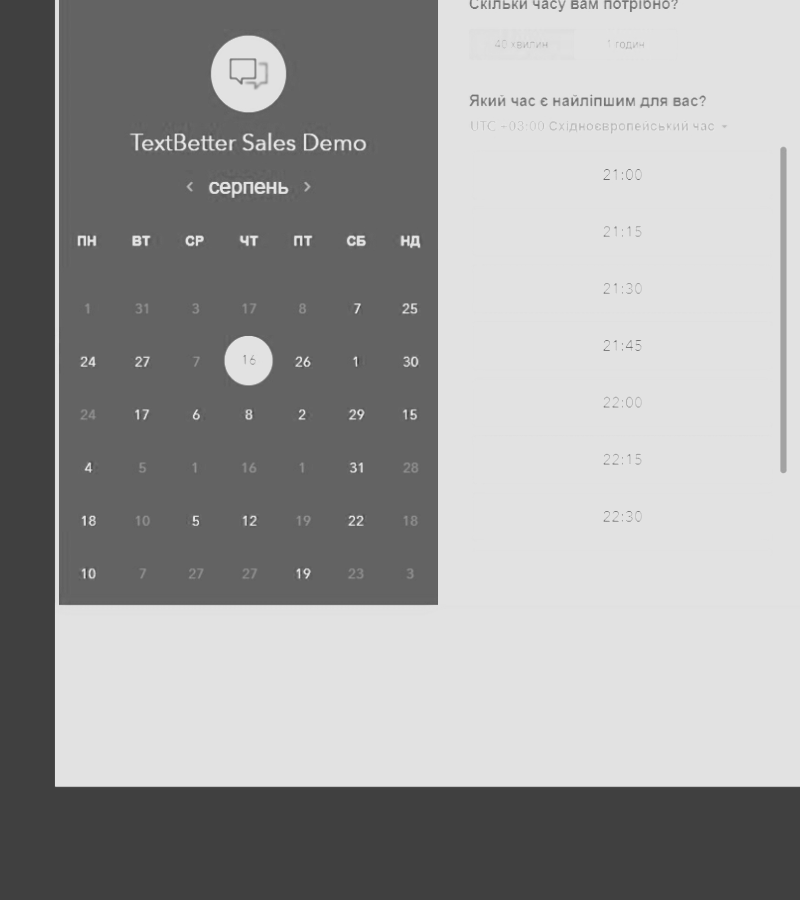 TextBetter Sales Demo
серпень
ПН ВТ СР ЧТ ПТ СБ НД
1 31 3 17 8 7 25
24 27 7 16 26 1 30
24 17 6 8 2 29 15
4 5 1 16 1 31 28
18 10 5 12 19 22 18
10 7 27 27 19 23 3
Скільки часу вам потрібно?
45 хвилин 1 годин
Який час є найліпшим для вас?
UTC -03:00 Східноєвропейський час
21:00
21:15
21:30
21:45
22:00
22:15
22:30